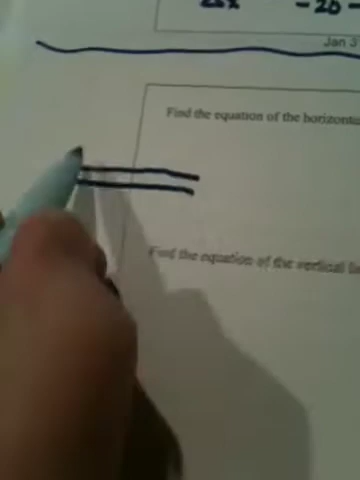 -20-
Jan 3
Find the equation of the horizonta
Find the equation of the vertical li